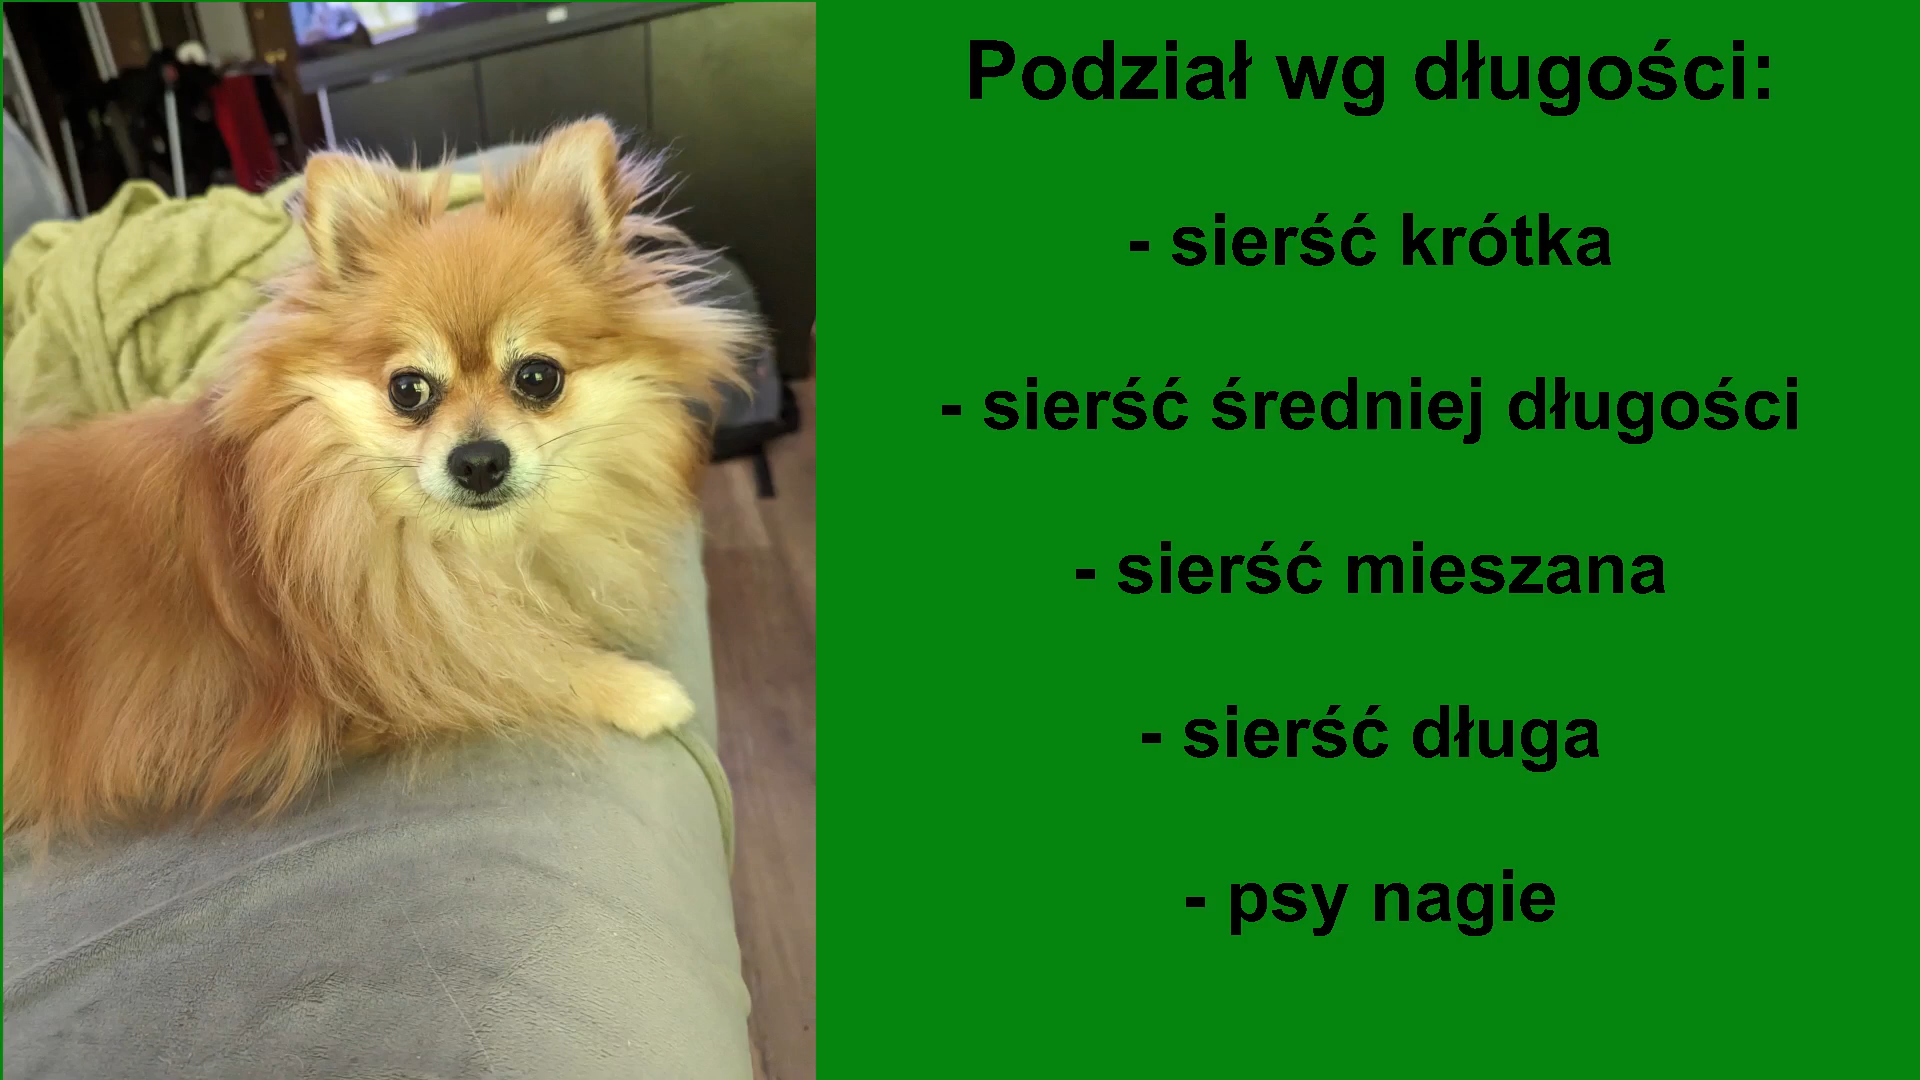 Podział wg długości:
- sierść krótka
- sierść średniej długości
- sierść mieszana
- sierść długa
- psy nagie